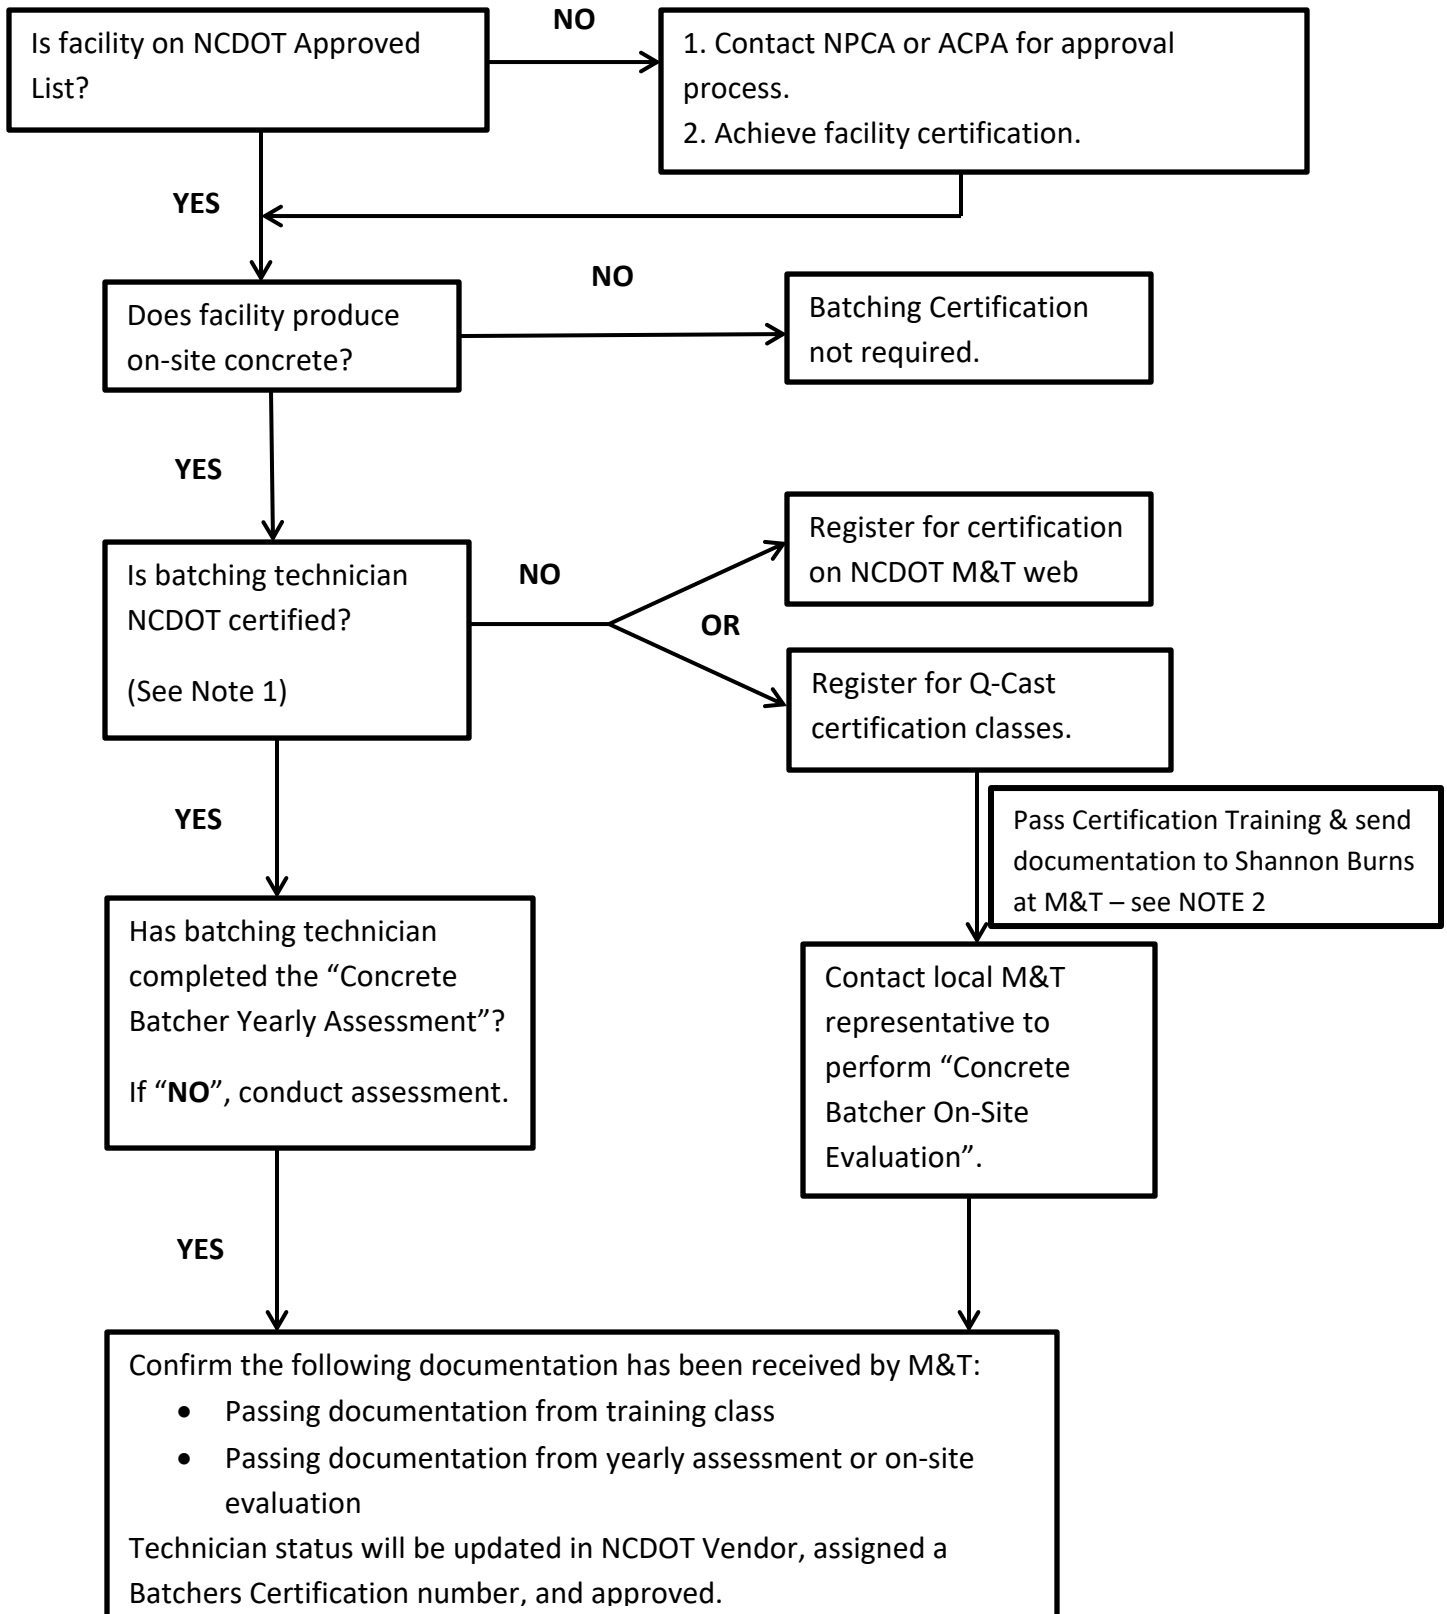 NO
Is facility on NCDOT Approved
List?
1. Contact NPCA or ACPA for approval
process.
2. Achieve facility certification.
YES
NO
Does facility produce
on-site concrete?
Batching Certification
not required.
YES
Is batching technician
NCDOT certified?
(See Note 1)
NO
Register for certification
on NCDOT M&T web
OR
Register for Q-Cast
certification classes.
YES
Pass Certification Training & send
documentation to Shannon Burns
at M&T – see NOTE 2
Has batching technician
completed the “Concrete
Batcher Yearly Assessment”?
If “NO”, conduct assessment.
Contact local M&T
representative to
perform “Concrete
Batcher On-Site
Evaluation”.
YES
Confirm the following documentation has been received by M&T:
• Passing documentation from training class
• Passing documentation from yearly assessment or on-site
evaluation
Technician status will be updated in NCDOT Vendor, assigned a
Batchers Certification number, and approved.